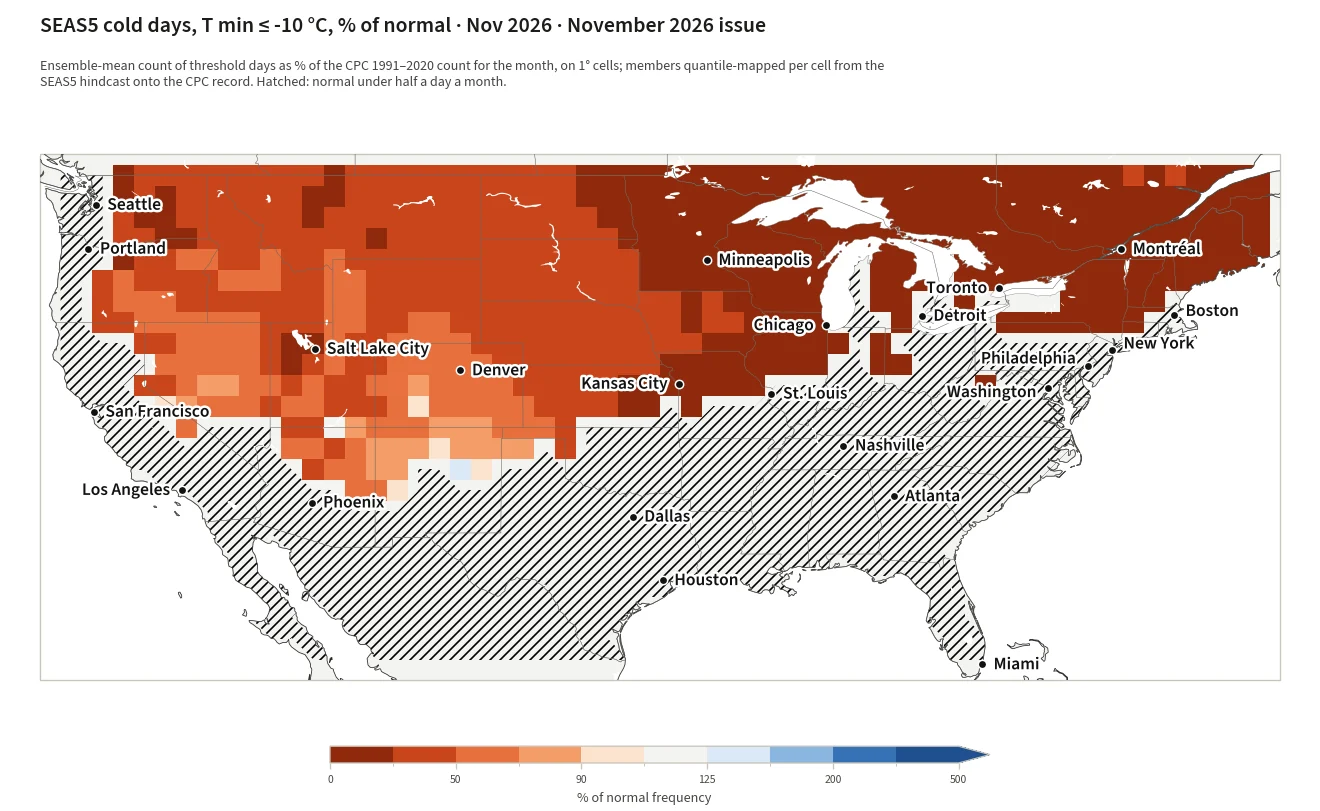 SEAS5 cold days, T min ≤ -10 °C, % of normal · Nov 2026 · November 2026 issue
Ensemble-mean count of threshold days as % of the CPC 1991–2020 count for the month, on 1° cells; members quantile-mapped per cell from the
SEAS5 hindcast onto the CPC record. Hatched: normal under half a day a month.
Seattle
Portland
Montréal
Minneapolis
Toronto
Boston
Detroit
Chicago
New York
Salt Lake City
Philadelphia
Denver
Kansas City
Washington
St. Louis
San Francisco
Nashville
Los Angeles
Atlanta
Phoenix
Dallas
Houston
Miami
0 50 90 125 200 500
% of normal frequency